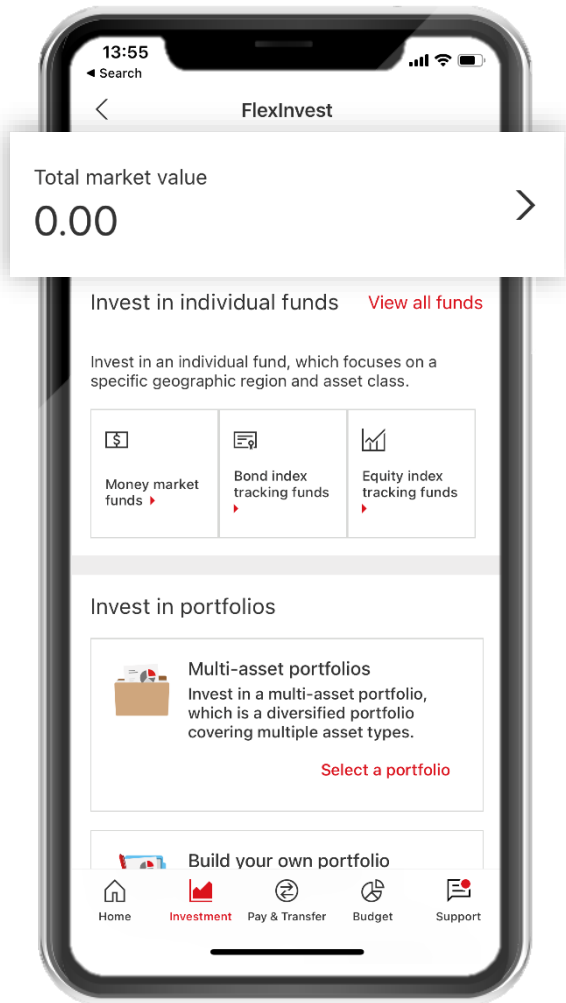 13:55
Search
FlexInvest
Total market value
0.00
Invest in individual funds
View all funds
Invest in an individual fund, which focuses on a
specific geographic region and asset class.
Money market
funds
Bond index
tracking funds
Equity index
tracking funds
Invest in portfolios
Multi-asset portfolios
Invest in a multi-asset portfolio,
which is a diversified portfolio
covering multiple asset types.
Select a portfolio
Build your own portfolio
Home
Investment
Pay & Transfer
Budget
Support